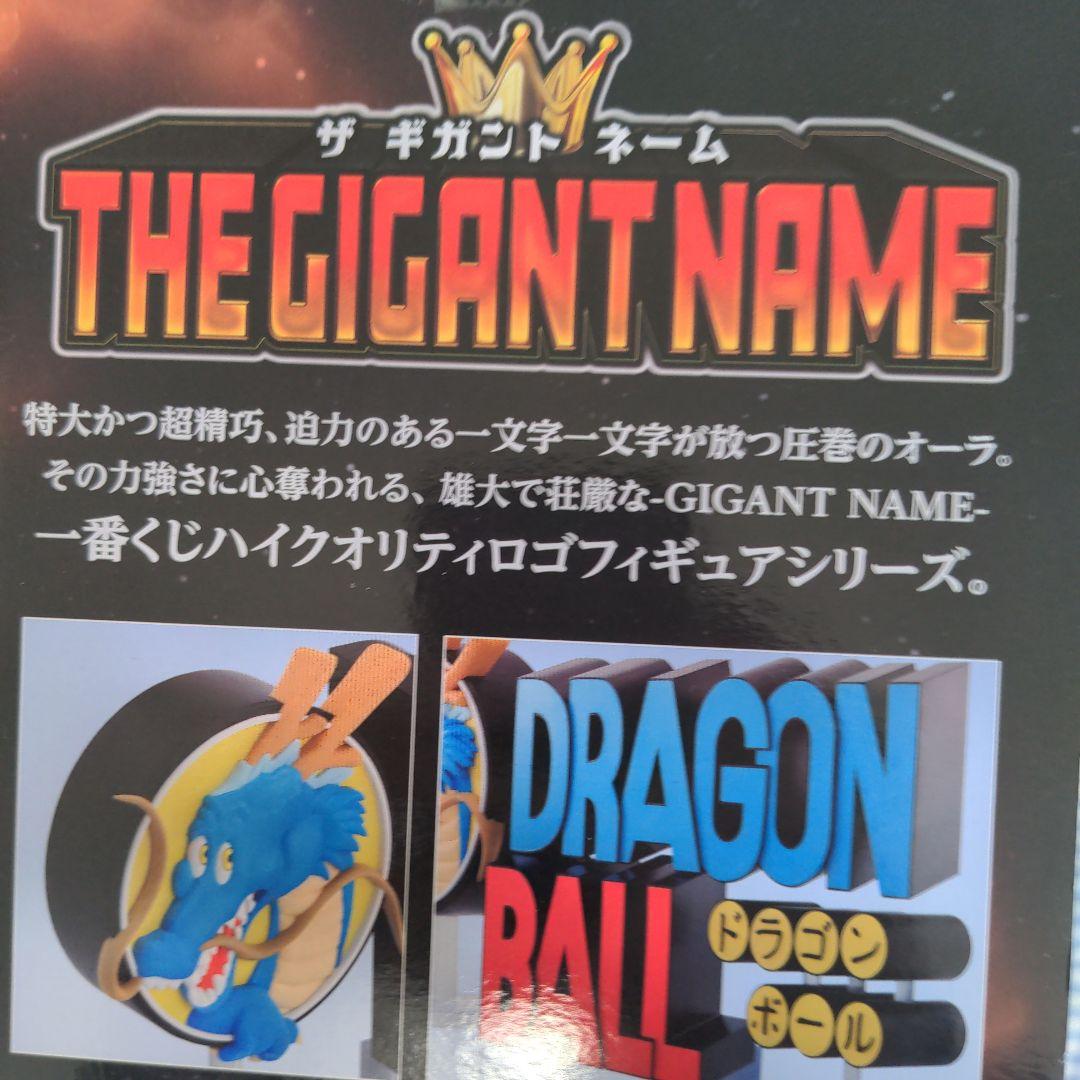 ザ ギガント ネーム
THE GIGANT NAME
特大かつ超精巧、迫力のある一文字一文字が放つ圧巻のオーラ。
その力強さに心奪われる、雄大で荘厳な-GIGANT NAME-
一番くじハイクオリティロゴフィギュアシリーズ。
DRAGON
BALL
ドラゴン
ボール